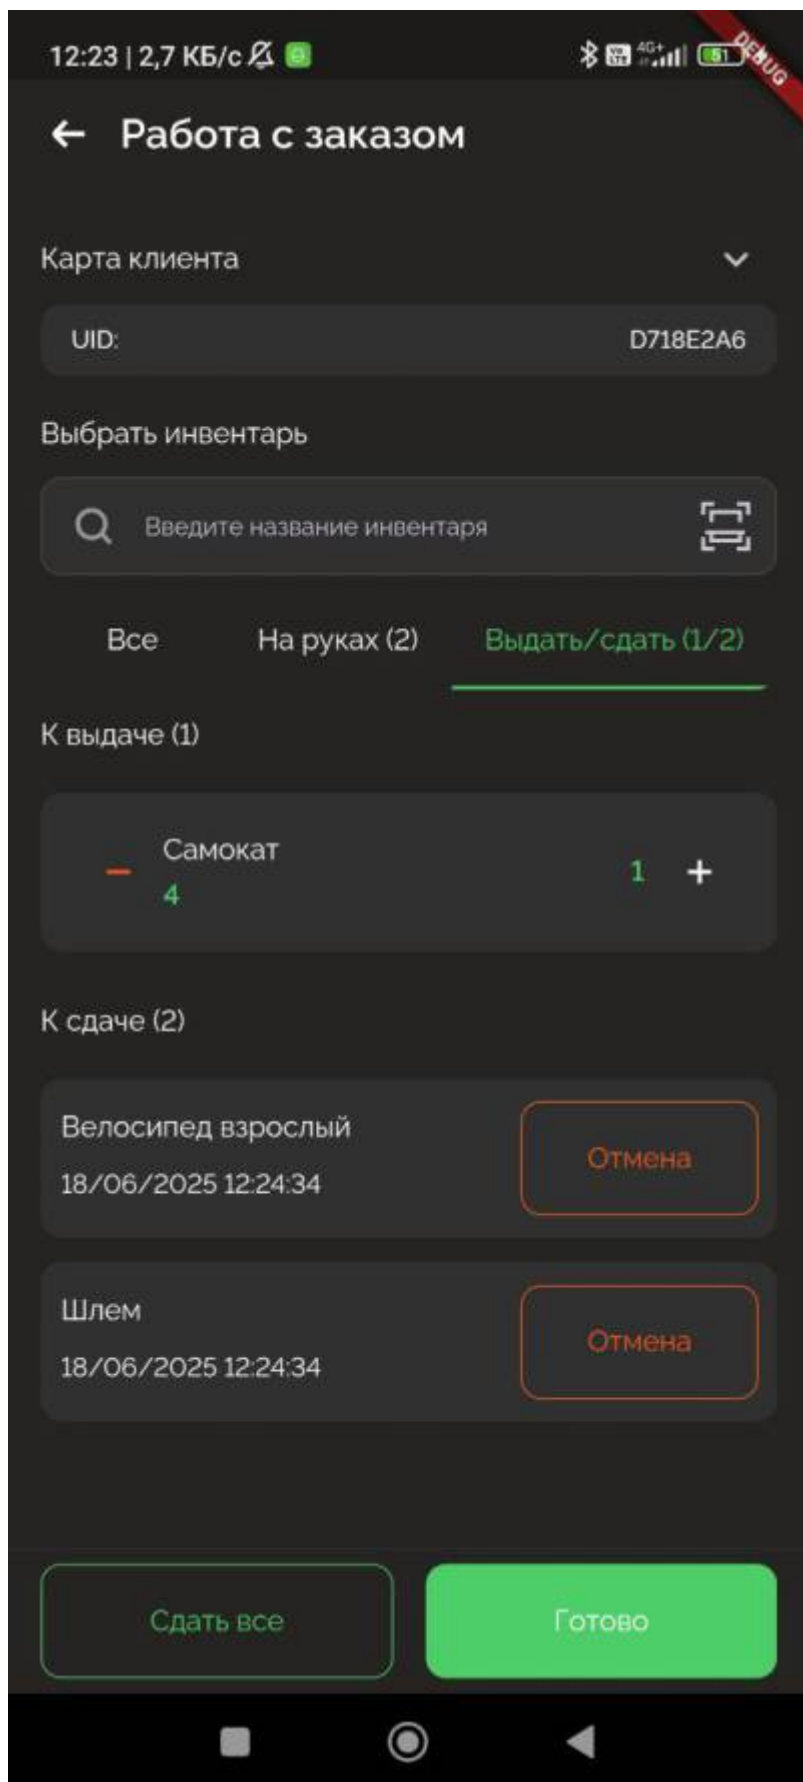 12:23 | 2,7 КБ/с
4G+
51
DEBUG
Работа с заказом
Карта клиента
UID: D718E2A6
Выбрать инвентарь
Введите название инвентаря
Все На руках (2) Выдать/сдать (1/2)
К выдаче (1)
Самокат
4
1
К сдаче (2)
Велосипед взрослый
18/06/2025 12:24:34
Отмена
Шлем
18/06/2025 12:24:34
Отмена
Сдать все Готово